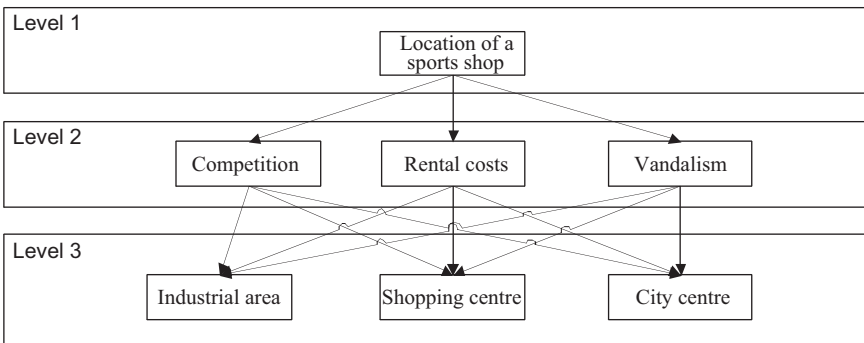 Level 1
Location of a
sports shop
Level 2
Competition
Rental costs
Vandalism
Level 3
Industrial area
Shopping centre
City centre